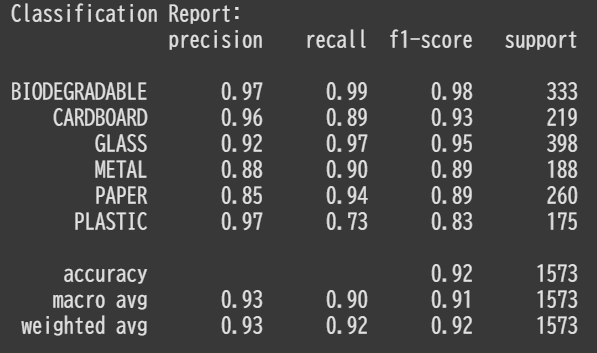 Classification Report:
precision recall f1-score support
BIODEGRADABLE 0.97 0.99 0.98 333
CARDBOARD 0.96 0.89 0.93 219
GLASS 0.92 0.97 0.95 398
METAL 0.88 0.90 0.89 188
PAPER 0.85 0.94 0.89 260
PLASTIC 0.97 0.73 0.83 175
accuracy 0.92 1573
macro avg 0.93 0.90 0.91 1573
weighted avg 0.93 0.92 0.92 1573